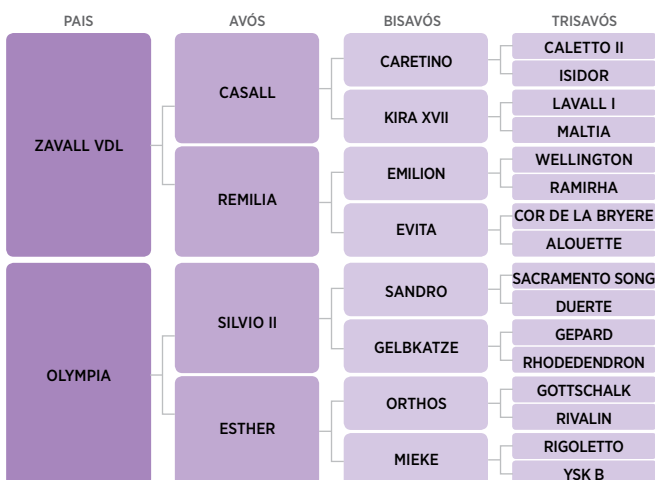 PAIS
AVÓS
BISAVÓS
TRISAVÓS
ZAVALL VDL
CASALL
CARETINO
CALETTO II
ISIDOR
KIRA XVII
LAVALL I
MALTIA
REMILIA
EMILION
WELLINGTON
RAMIRHA
EVITA
COR DE LA BRYERE
ALOUETTE
OLYMPIA
SILVIO II
SANDRO
SACRAMENTO SONG
DUERTE
GELBKATZE
GEPARD
RHODEDENDRON
ESTHER
ORTHOS
GOTTSCHALK
RIVALIN
MIEKE
RIGOLETTO
YSK B